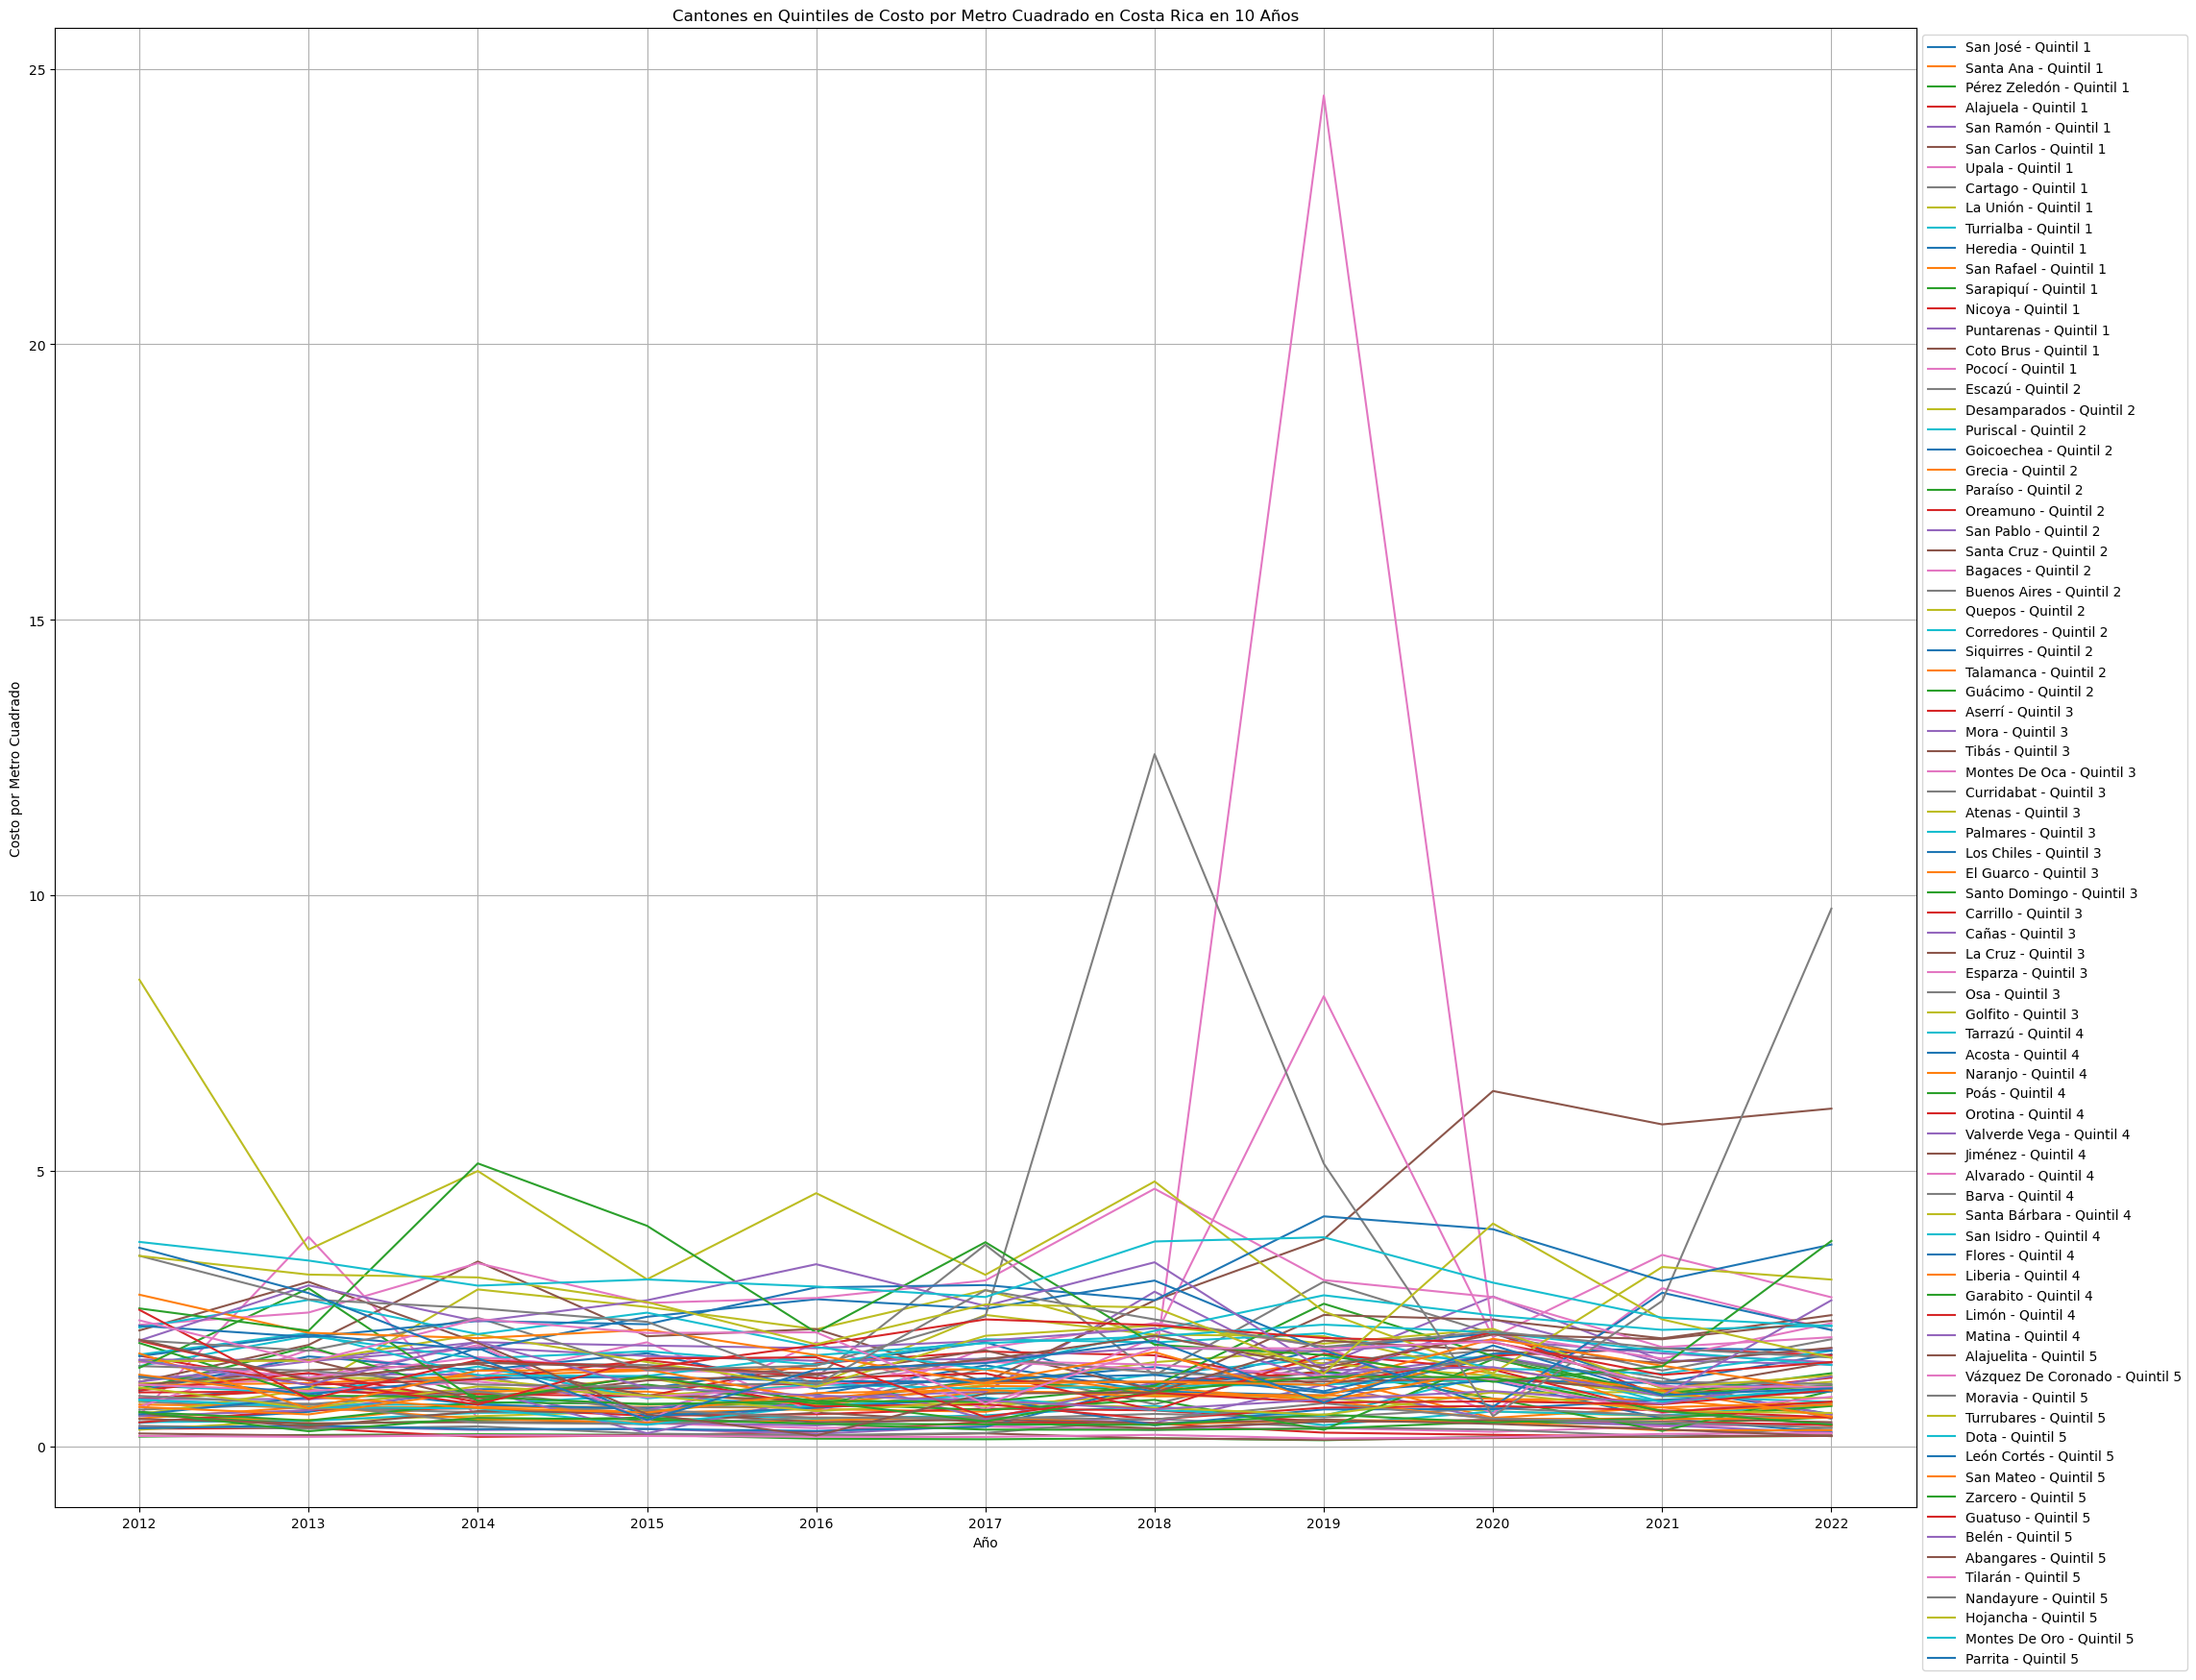 Cantones en Quintiles de Costo por Metro Cuadrado en Costa Rica en 10 Años
25
20
15
10
5
0
Costo por Metro Cuadrado
2012 2013 2014 2015 2016 2017 2018 2019 2020 2021 2022
Año
San José - Quintil 1
Santa Ana - Quintil 1
Pérez Zeledón - Quintil 1
Alajuela - Quintil 1
San Ramón - Quintil 1
San Carlos - Quintil 1
Upala - Quintil 1
Cartago - Quintil 1
La Unión - Quintil 1
Turrialba - Quintil 1
Heredia - Quintil 1
San Rafael - Quintil 1
Sarapiquí - Quintil 1
Nicoya - Quintil 1
Puntarenas - Quintil 1
Coto Brus - Quintil 1
Pococí - Quintil 1
Escazú - Quintil 2
Desamparados - Quintil 2
Puriscal - Quintil 2
Goicoechea - Quintil 2
Grecia - Quintil 2
Paraíso - Quintil 2
Oreamuno - Quintil 2
San Pablo - Quintil 2
Santa Cruz - Quintil 2
Bagaces - Quintil 2
Buenos Aires - Quintil 2
Quepos - Quintil 2
Corredores - Quintil 2
Siquirres - Quintil 2
Talamanca - Quintil 2
Guácimo - Quintil 2
Aserrí - Quintil 3
Mora - Quintil 3
Tibás - Quintil 3
Montes De Oca - Quintil 3
Curridabat - Quintil 3
Atenas - Quintil 3
Palmares - Quintil 3
Los Chiles - Quintil 3
El Guarco - Quintil 3
Santo Domingo - Quintil 3
Carrillo - Quintil 3
Cañas - Quintil 3
La Cruz - Quintil 3
Esparza - Quintil 3
Osa - Quintil 3
Golfito - Quintil 3
Tarrazú - Quintil 4
Acosta - Quintil 4
Naranjo - Quintil 4
Poás - Quintil 4
Orotina - Quintil 4
Valverde Vega - Quintil 4
Jiménez - Quintil 4
Alvarado - Quintil 4
Barva - Quintil 4
Santa Bárbara - Quintil 4
San Isidro - Quintil 4
Flores - Quintil 4
Liberia - Quintil 4
Garabito - Quintil 4
Limón - Quintil 4
Matina - Quintil 4
Alajuelita - Quintil 5
Vázquez De Coronado - Quintil 5
Moravia - Quintil 5
Turrubares - Quintil 5
Dota - Quintil 5
León Cortés - Quintil 5
San Mateo - Quintil 5
Zarcero - Quintil 5
Guatuso - Quintil 5
Belén - Quintil 5
Abangares - Quintil 5
Tilarán - Quintil 5
Nandayure - Quintil 5
Hojancha - Quintil 5
Montes De Oro - Quintil 5
Parrita - Quintil 5